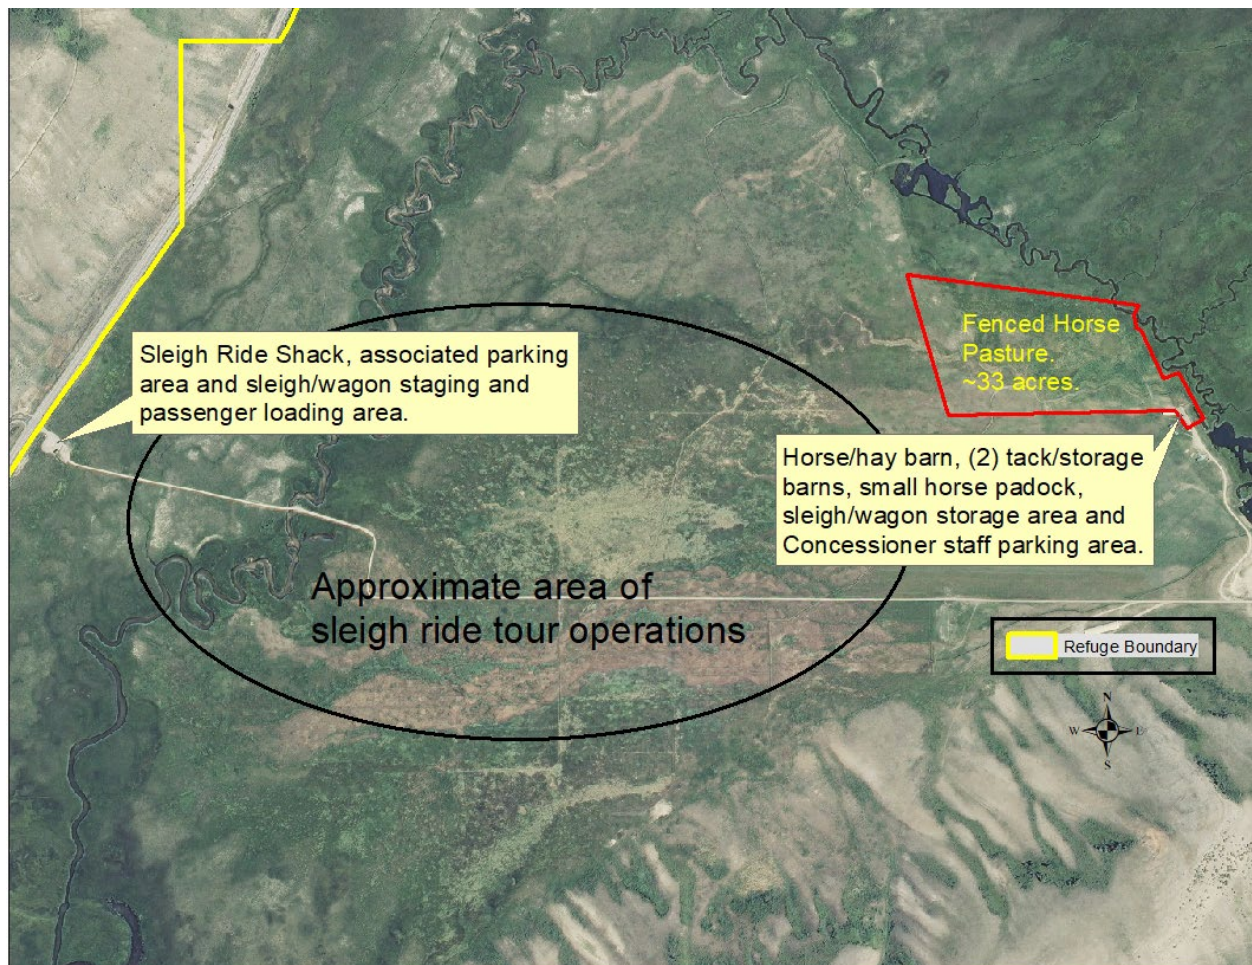 Sleigh Ride Shack, associated parking
area and sleigh/wagon staging and
passenger loading area.
Fenced Horse
Pasture.
~33 acres.
Horse/hay barn, (2) tack/storage
barns, small horse padock,
sleigh/wagon storage area and
Concessioner staff parking area.
Approximate area of
sleigh ride tour operations
Refuge Boundary
N
W
E
S